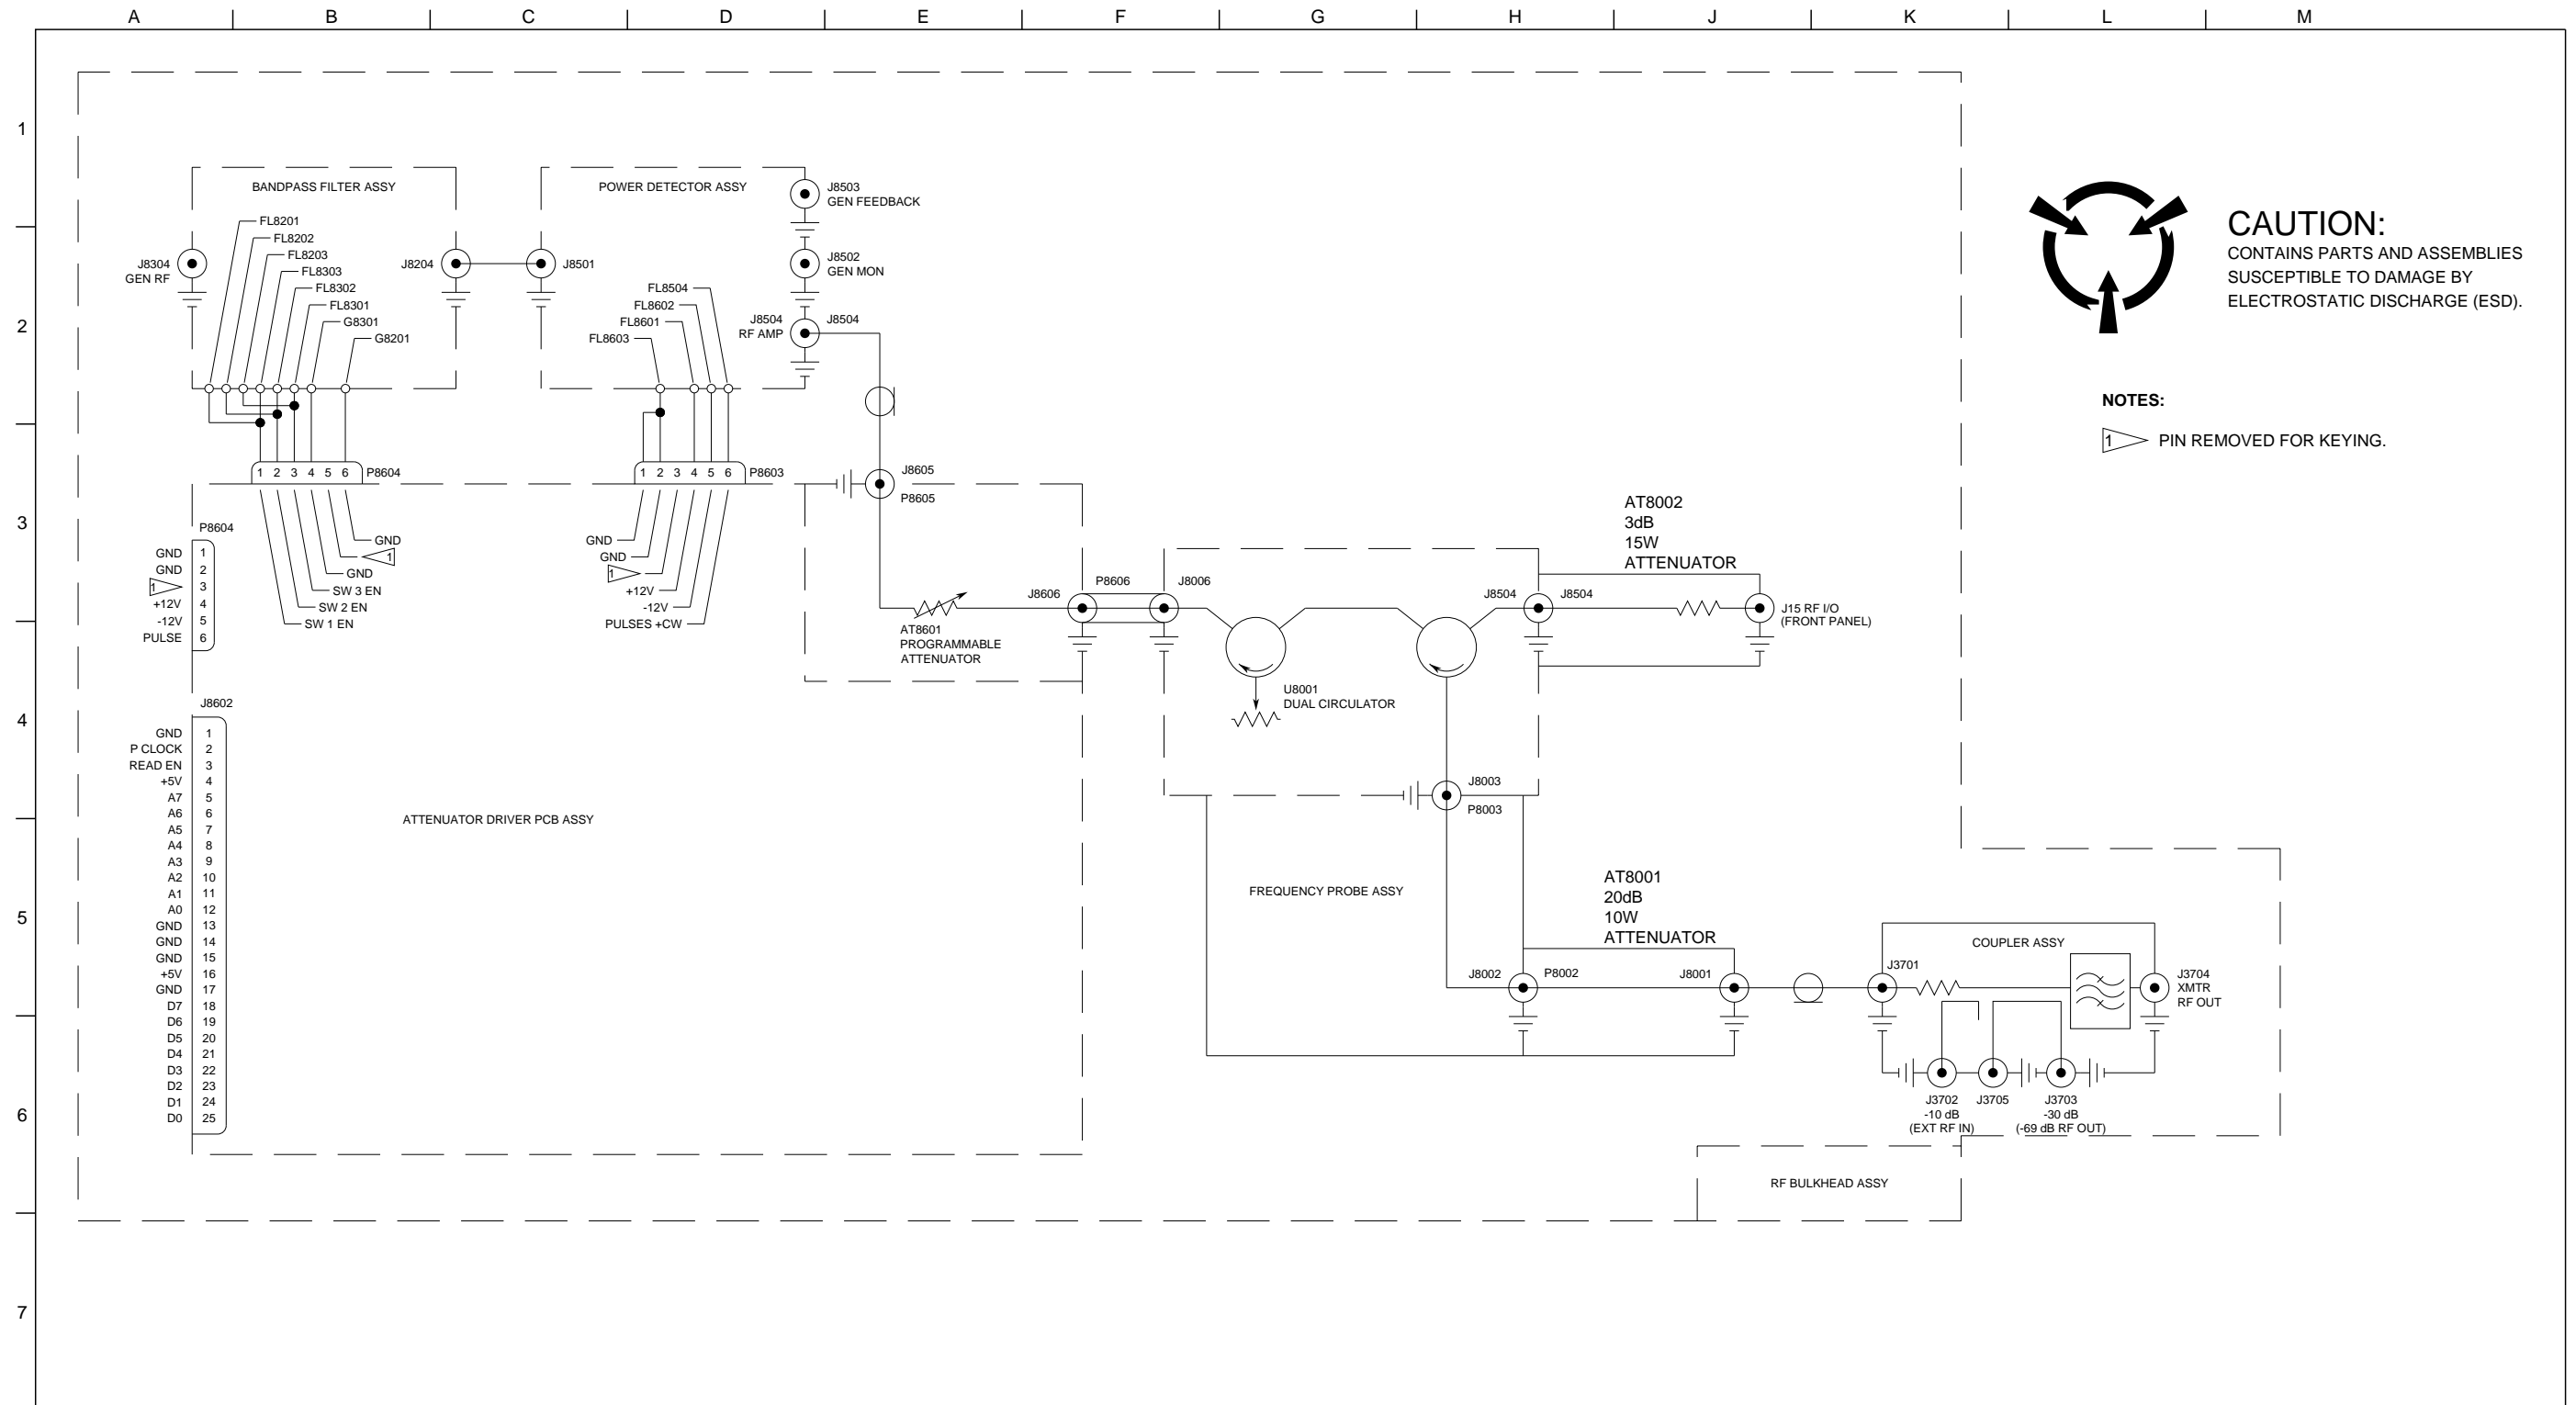 A B C D E F G H J K L M
1
2
3
4
5
6
7
BANDPASS FILTER ASSY
FL8201
FL8202
FL8203
FL8303
FL8302
FL8301
G8301
G8201
J8304
GEN RF
J8204
POWER DETECTOR ASSY
J8501
J8503
GEN FEEDBACK
J8502
GEN MON
J8504
RF AMP
J8504
FL8504
FL8602
FL8601
FL8603
1 2 3 4 5 6 P8604
GND
1
GND
SW 3 EN
SW 2 EN
SW 1 EN
1 2 3 4 5 6 P8603
GND
GND
1
+12V
-12V
PULSES +CW
J8605
P8605
P8604
GND 1
GND 2
1 3
+12V 4
-12V 5
PULSE 6
J8602
GND 1
P CLOCK 2
READ EN 3
+5V 4
A7 5
A6 6
A5 7
A4 8
A3 9
A2 10
A1 11
A0 12
GND 13
GND 14
GND 15
+5V 16
GND 17
D7 18
D6 19
D5 20
D4 21
D3 22
D2 23
D1 24
D0 25
ATTENUATOR DRIVER PCB ASSY
AT8601
PROGRAMMABLE
ATTENUATOR
J8606
P8606
J8006
U8001
DUAL CIRCULATOR
J8504
J8504
AT8002
3dB
15W
ATTENUATOR
J15 RF I/O
(FRONT PANEL)
J8003
P8003
FREQUENCY PROBE ASSY
AT8001
20dB
10W
ATTENUATOR
J8002
P8002
J8001
J3701
COUPLER ASSY
J3704
XMTR
RF OUT
J3702
-10 dB
(EXT RF IN)
J3705
J3703
-30 dB
(-69 dB RF OUT)
RF BULKHEAD ASSY
CAUTION:
CONTAINS PARTS AND ASSEMBLIES
SUSCEPTIBLE TO DAMAGE BY
ELECTROSTATIC DISCHARGE (ESD).
NOTES:
1 PIN REMOVED FOR KEYING.